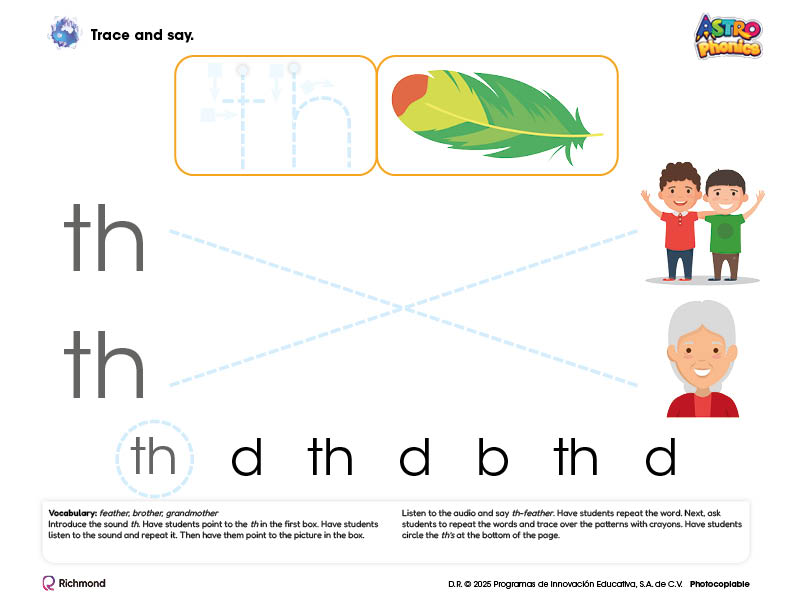 Trace and say.
ASTRO
Phonics
th
th
th
th d th d b th d
Vocabulary: feather, brother, grandmother
Introduce the sound th. Have students point to the th in the first box. Have students
listen to the sound and repeat it. Then have them point to the picture in the box.
Listen to the audio and say th-feather. Have students repeat the word. Next, ask
students to repeat the words and trace over the patterns with crayons. Have students
circle the th's at the bottom of the page.
Richmond
D.R. © 2025 Programas de Innovación Educativa, S.A. de C.V. Photocopiable